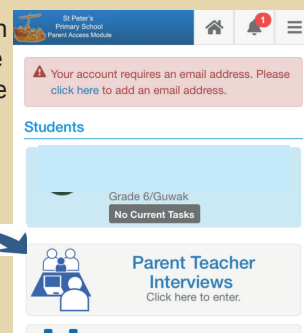 St Peter's
Primary School
Parent Access Module
1
Your account requires an email address. Please
click here to add an email address.
Students
Grade 6/Guwak
No Current Tasks
Parent Teacher
Interviews
Click here to enter.